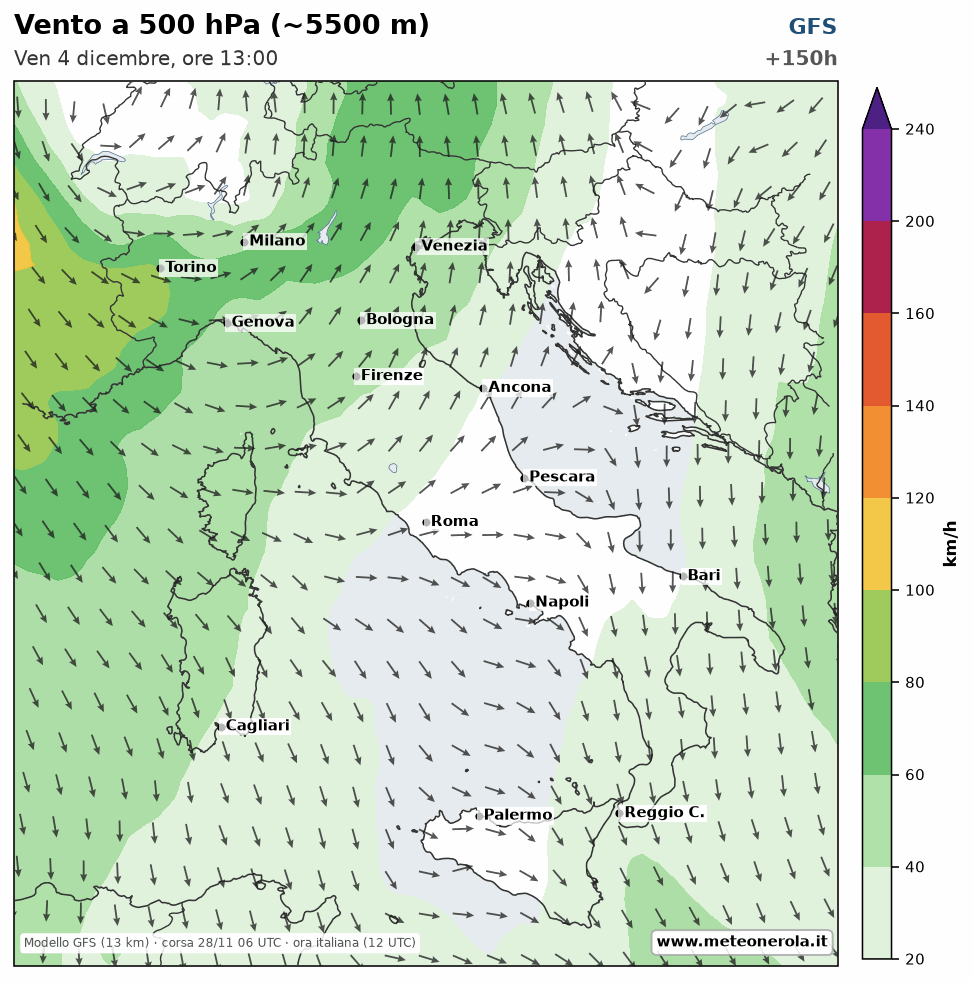 Vento a 500 hPa (~5500 m)
GFS
Ven 4 dicembre, ore 13:00
+150h
Milano
Venezia
Torino
Genova
Bologna
Firenze
Ancona
Pescara
Roma
Bari
Napoli
Cagliari
Palermo
Reggio C.
240
220
200
160
140
120
100
80
60
40
20
km/h
Modello GFS (13 km) · corsa 28/11 06 UTC · ora italiana (12 UTC)
www.meteonerola.it